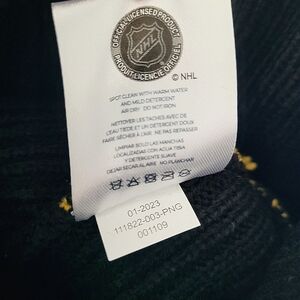 OFFICIAL LICENSED PRODUCT
NHL
PRODUIT LICENCIÉ OFFICIEL
© NHL
SPOT CLEAN WITH WARM WATER
AND MILD DETERGENT
AIR DRY DO NOT IRON
NETTOYER LES TACHES AVEC DE
L'EAU TIEDE ET UN DETERGENT DOUX
FAIRE SÉCHER A L'AIR NE PAS REPASSER
LIMPIAR SOLO LAS MANCHAS
LOCALIZADAS CON AGUA TIBIA
Y DETERGENTE SUAVE
DEJAR SECAR AL AIRE NO PLANCHAR
01-2023
111822-003-PNG
001109